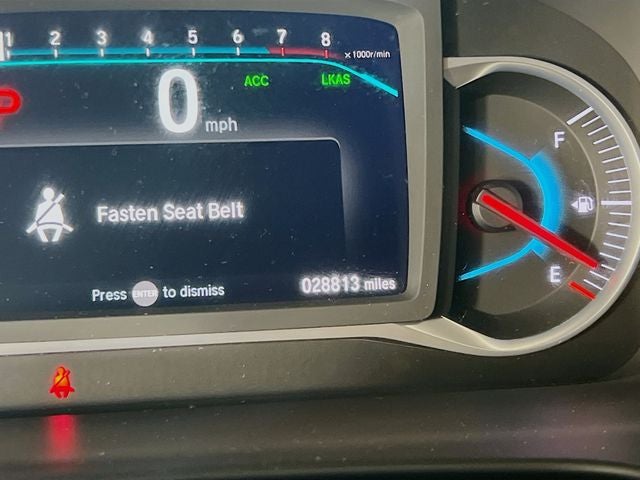 1 2 3 4 5 6 7 8 x1000r/min
ACC LKAS
P 0 mph
Fasten Seat Belt
Press ENTER to dismiss
028813 miles
F
E